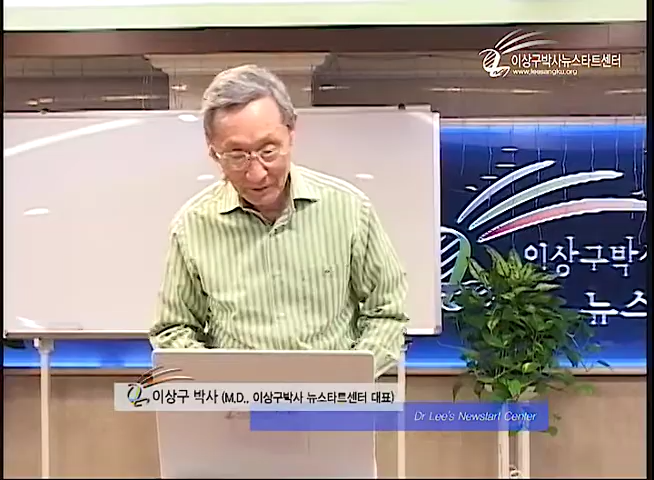 이상구박사뉴스타트센터
www.leesangku.org
이상구박
뉴스
이상구 박사 (M.D., 이상구박사 뉴스타트센터 대표)
Dr Lee's Newstart Center